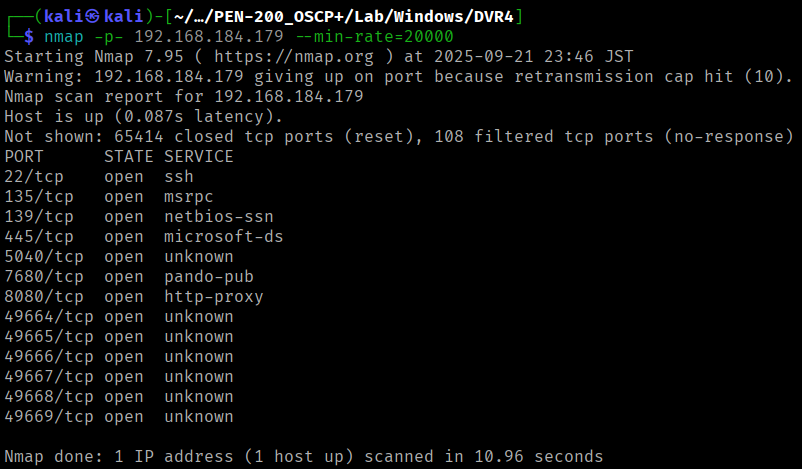 ┌──(kali㉿kali)-[~/…/PEN-200_OSCP+/Lab/Windows/DVR4]
└─$ nmap -p- 192.168.184.179 --min-rate=20000
Starting Nmap 7.95 ( https://nmap.org ) at 2025-09-21 23:46 JST
Warning: 192.168.184.179 giving up on port because retransmission cap hit (10).
Nmap scan report for 192.168.184.179
Host is up (0.087s latency).
Not shown: 65414 closed tcp ports (reset), 108 filtered tcp ports (no-response)
PORT      STATE SERVICE
22/tcp    open  ssh
135/tcp   open  msrpc
139/tcp   open  netbios-ssn
445/tcp   open  microsoft-ds
5040/tcp  open  unknown
7680/tcp  open  pando-pub
8080/tcp  open  http-proxy
49664/tcp open  unknown
49665/tcp open  unknown
49666/tcp open  unknown
49667/tcp open  unknown
49668/tcp open  unknown
49669/tcp open  unknown
Nmap done: 1 IP address (1 host up) scanned in 10.96 seconds